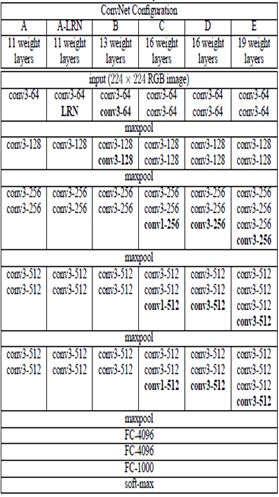 ConvNet Configuration
A A-LRN B C D E
11 weight 11 weight 13 weight 16 weight 16 weight 19 weight
layers layers layers layers layers layers
input (224 × 224 RGB image)
conv3-64 conv3-64 conv3-64 conv3-64 conv3-64 conv3-64
LRN conv3-64 conv3-64 conv3-64 conv3-64
maxpool
conv3-128 conv3-128 conv3-128 conv3-128 conv3-128 conv3-128
conv3-128 conv3-128 conv3-128 conv3-128
maxpool
conv3-256 conv3-256 conv3-256 conv3-256 conv3-256 conv3-256
conv3-256 conv3-256 conv3-256 conv3-256 conv3-256 conv3-256
conv1-256 conv3-256 conv3-256
conv3-256
maxpool
conv3-512 conv3-512 conv3-512 conv3-512 conv3-512 conv3-512
conv3-512 conv3-512 conv3-512 conv3-512 conv3-512 conv3-512
conv1-512 conv3-512 conv3-512
conv3-512
maxpool
conv3-512 conv3-512 conv3-512 conv3-512 conv3-512 conv3-512
conv3-512 conv3-512 conv3-512 conv3-512 conv3-512 conv3-512
conv1-512 conv3-512 conv3-512
conv3-512
maxpool
FC-4096
FC-4096
FC-1000
soft-max